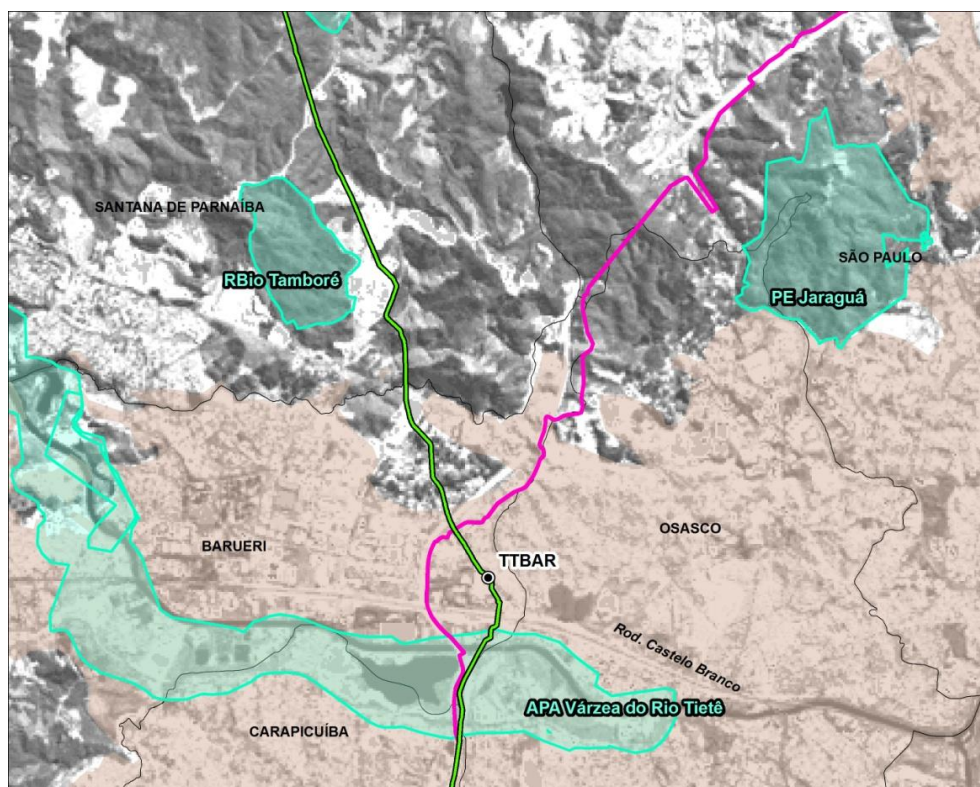 SANTANA DE PARNAÍBA
RBio Tamboré
SÃO PAULO
PE Jaraguá
OSASCO
BARUERI
TTBAR
Rod. Castelo Branco
APA Várzea do Rio Tietê
CARAPICUÍBA